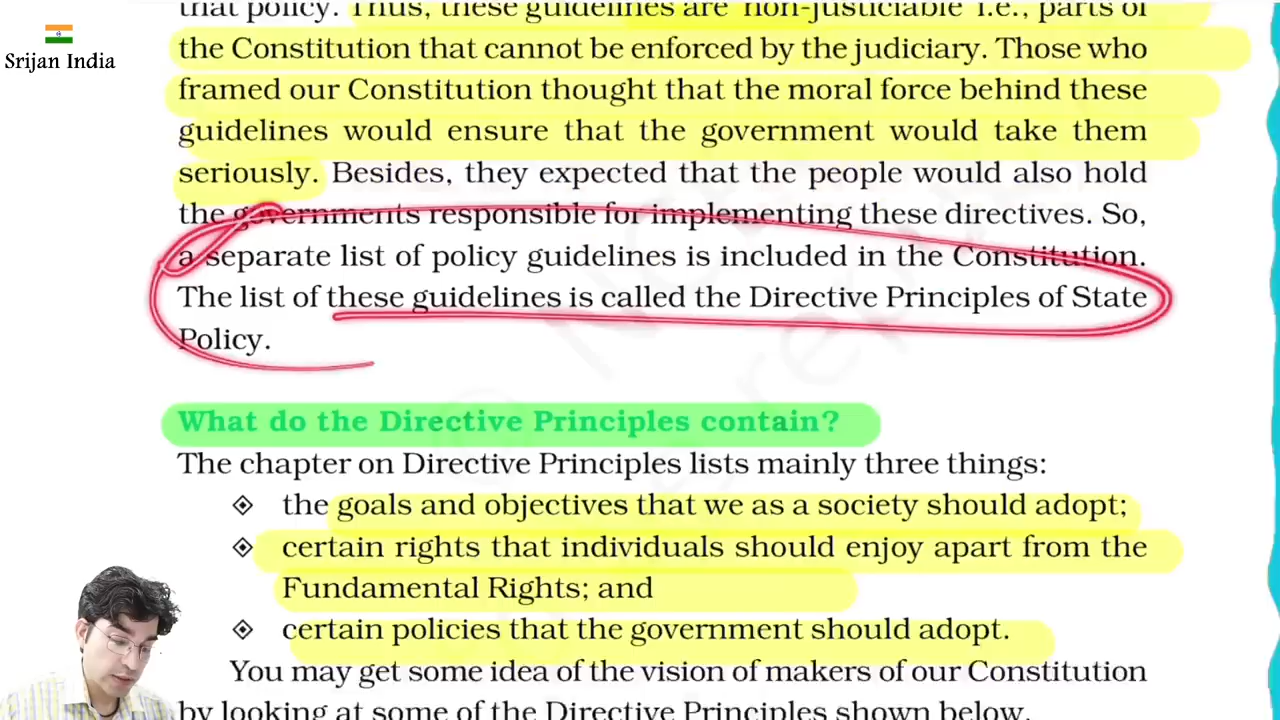 that policy. Thus, these guidelines are 'non-justiciable' i.e., parts of
Srijan India
the Constitution that cannot be enforced by the judiciary. Those who
framed our Constitution thought that the moral force behind these
guidelines would ensure that the government would take them
seriously. Besides, they expected that the people would also hold
the governments responsible for implementing these directives. So,
a separate list of policy guidelines is included in the Constitution.
The list of these guidelines is called the Directive Principles of State
Policy.
What do the Directive Principles contain?
The chapter on Directive Principles lists mainly three things:
the goals and objectives that we as a society should adopt;
certain rights that individuals should enjoy apart from the
Fundamental Rights; and
certain policies that the government should adopt.
You may get some idea of the vision of makers of our Constitution
by looking at some of the Directive Principles shown below.